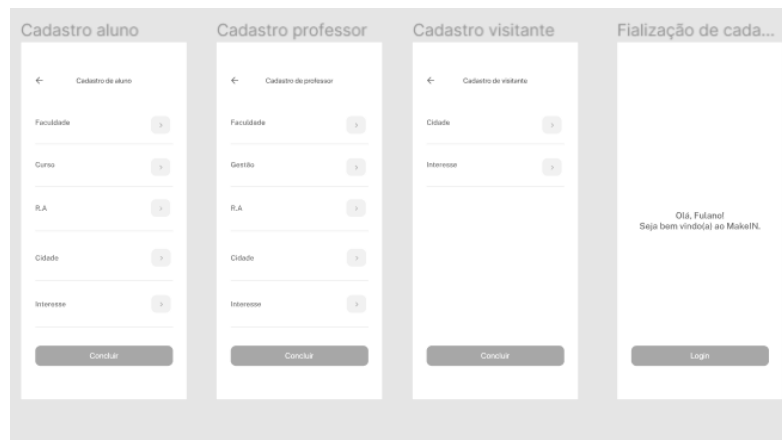 Cadastro aluno
Cadastro de aluno
Faculdade
Curso
R.A
Cidade
Interesse
Concluir
Cadastro professor
Cadastro de professor
Faculdade
Gestão
R.A
Cidade
Interesse
Concluir
Cadastro visitante
Cadastro de visitante
Cidade
Interesse
Concluir
Fialização de cada...
Olá, Fulano!
Seja bem vindo(a) ao MakeIN.
Login